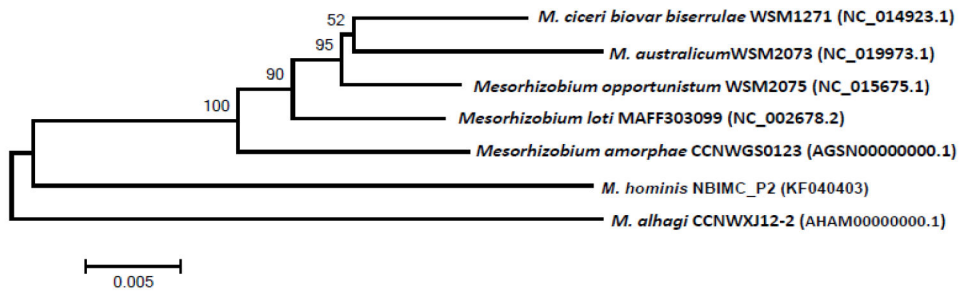 52
M. ciceri biovar biserrulae WSM1271 (NC_014923.1)
95
M. australicumWSM2073 (NC_019973.1)
90
Mesorhizobium opportunistum WSM2075 (NC_015675.1)
100
Mesorhizobium loti MAFF303099 (NC_002678.2)
Mesorhizobium amorphae CCNWGS0123 (AGSN00000000.1)
M. hominis NBIMC_P2 (KF040403)
M. alhagi CCNWXJ12-2 (AHAM00000000.1)
0.005